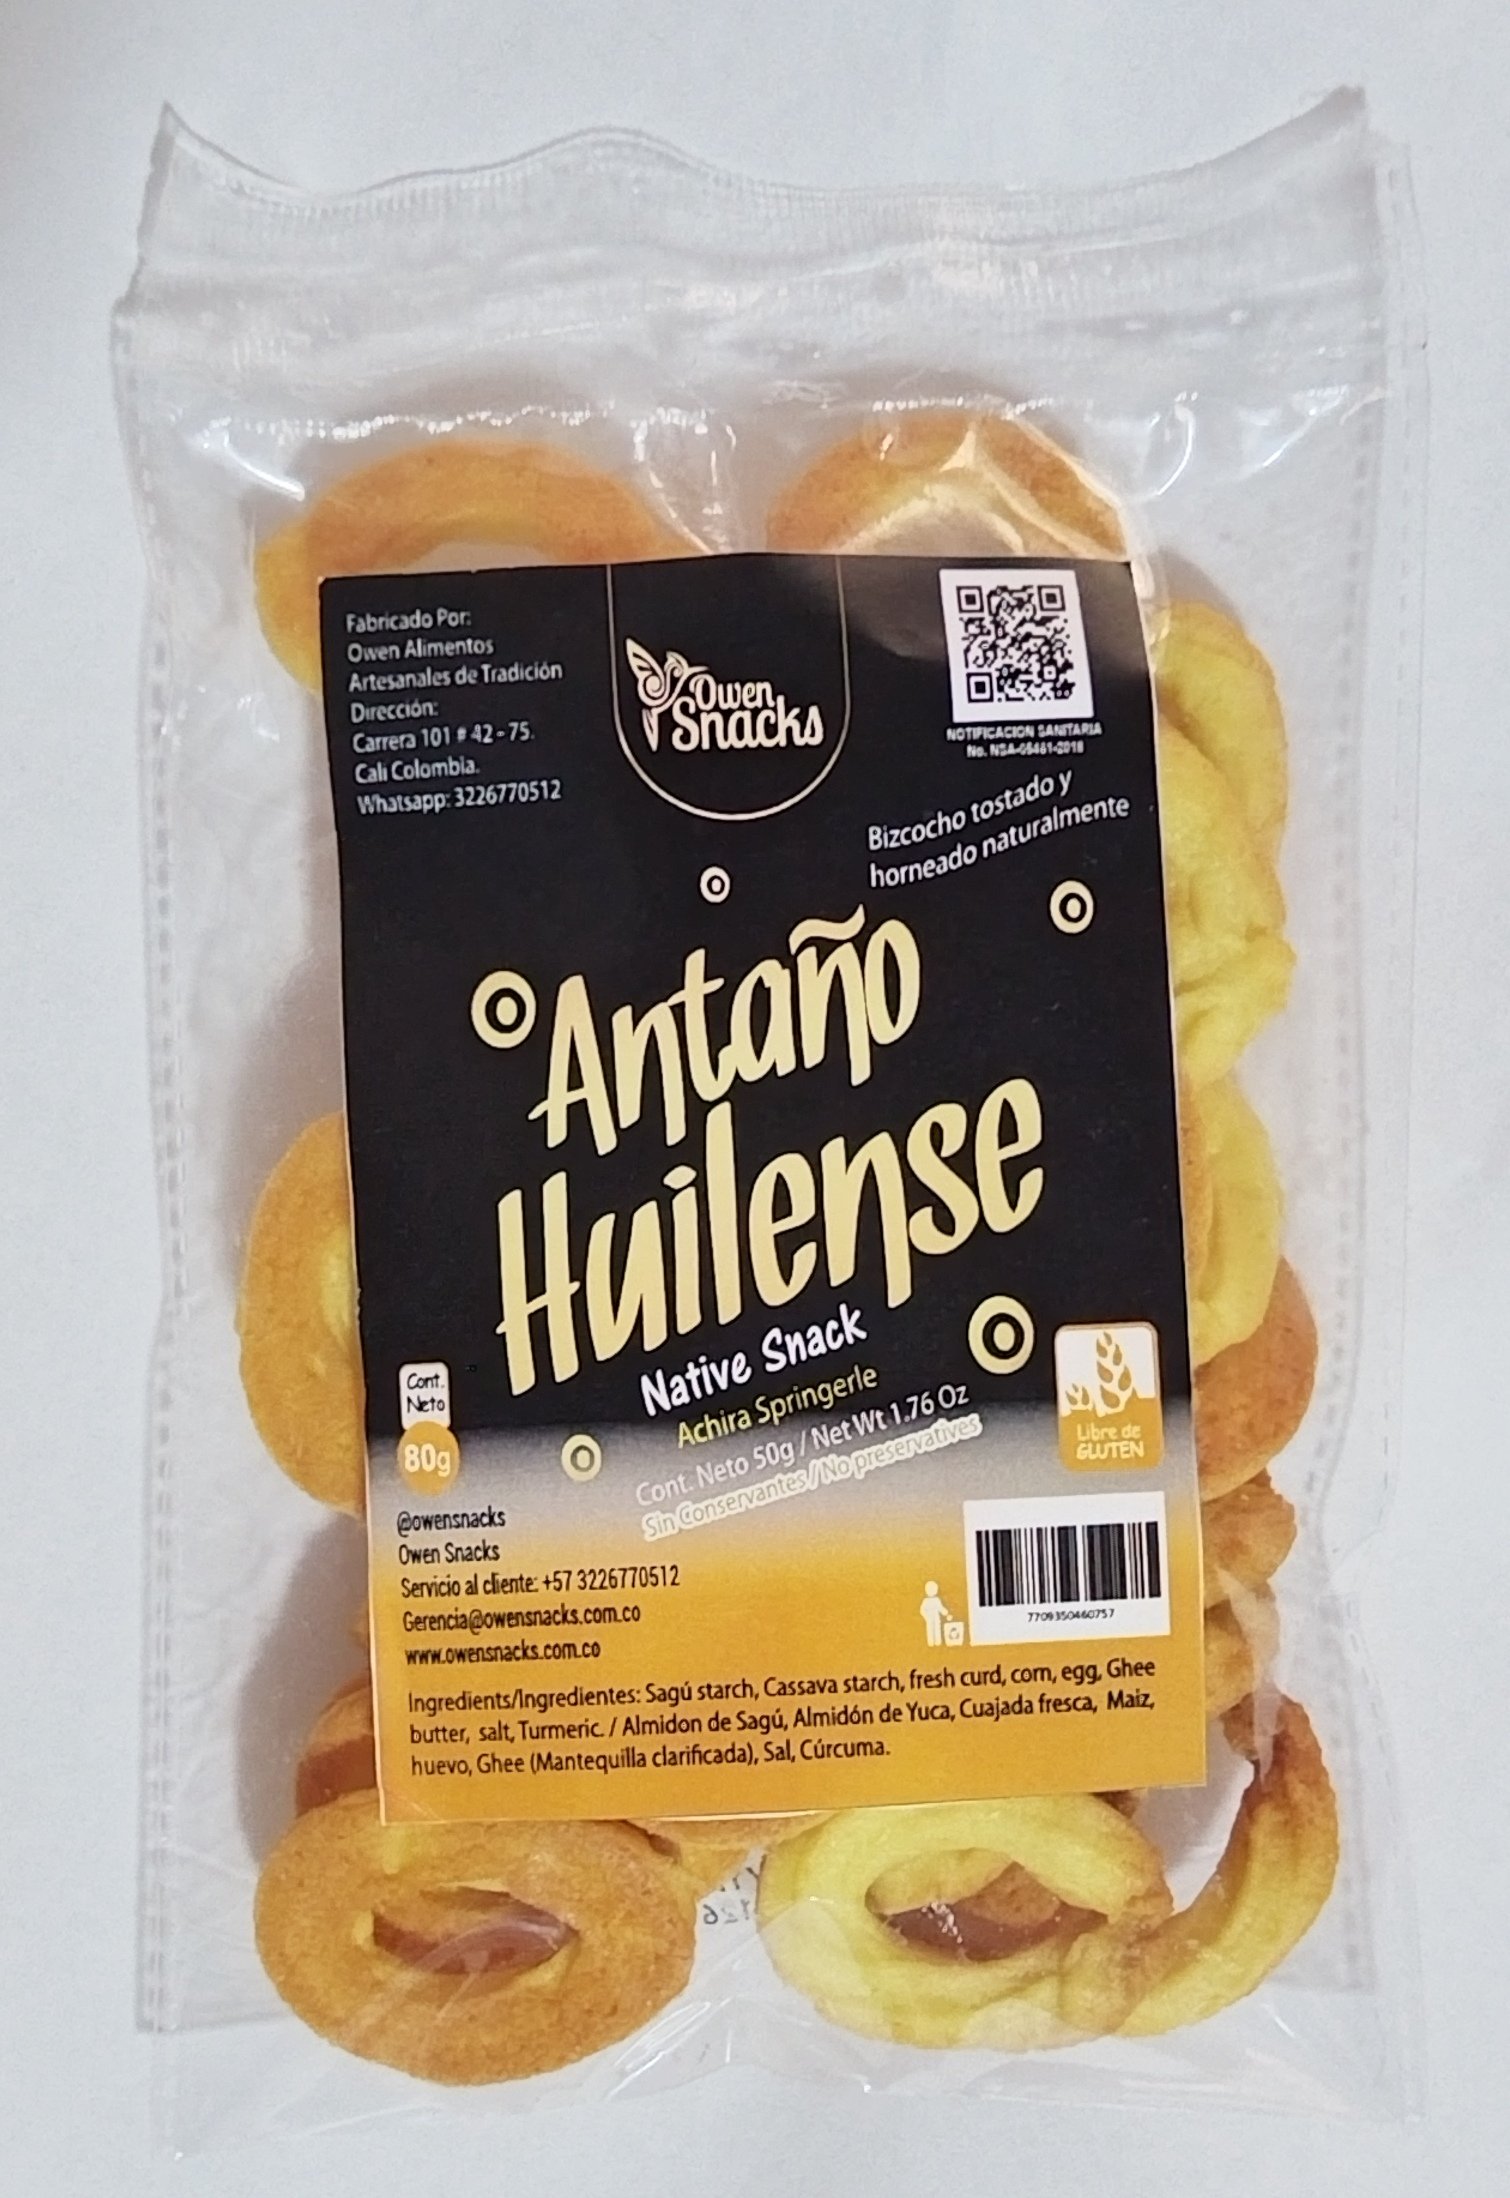 Fabricado Por:
Owen Alimentos
Artesanales de Tradición
Dirección:
Carrera 101 # 42 - 75.
Cali Colombia.
Whatsapp: 3226770512
Owen
Snacks
NOTIFICACION SANITARIA
No. NSA-05481-2018
Bizcocho tostado y
horneado naturalmente
Antaño
Huilense
Native Snack
Achira Springerle
Cont. Neto 50g / Net Wt 1.76 Oz
Sin Conservantes / No preservatives
Cont.
Neto
80g
Libre de
GLUTEN
@owensnacks
Owen Snacks
Servicio al cliente: +57 3226770512
Gerencia@owensnacks.com.co
www.owensnacks.com.co
7709350460757
Ingredients/Ingredientes: Sagú starch, Cassava starch, fresh curd, corn, egg, Ghee
butter, salt, Turmeric. / Almidon de Sagú, Almidón de Yuca, Cuajada fresca, Maiz,
huevo, Ghee (Mantequilla clarificada), Sal, Cúrcuma.